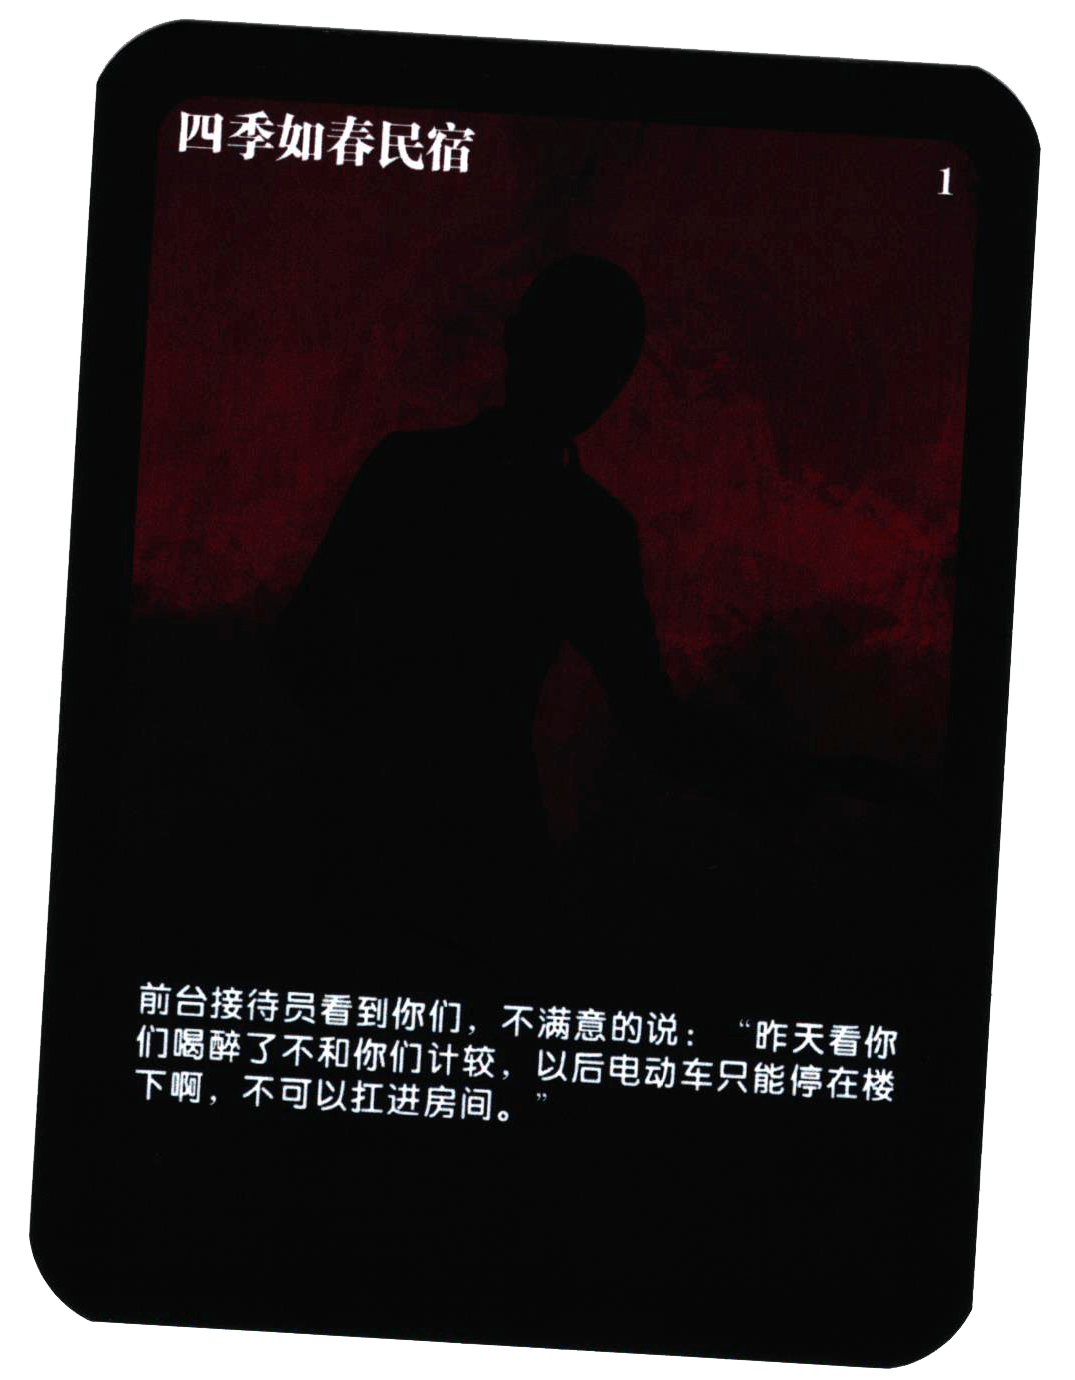 四季如春民宿
1
前台接待员看到你们，不满意的说：“昨天看你
们喝醉了不和你们计较，以后电动车只能停在楼
下啊，不可以扛进房间。”